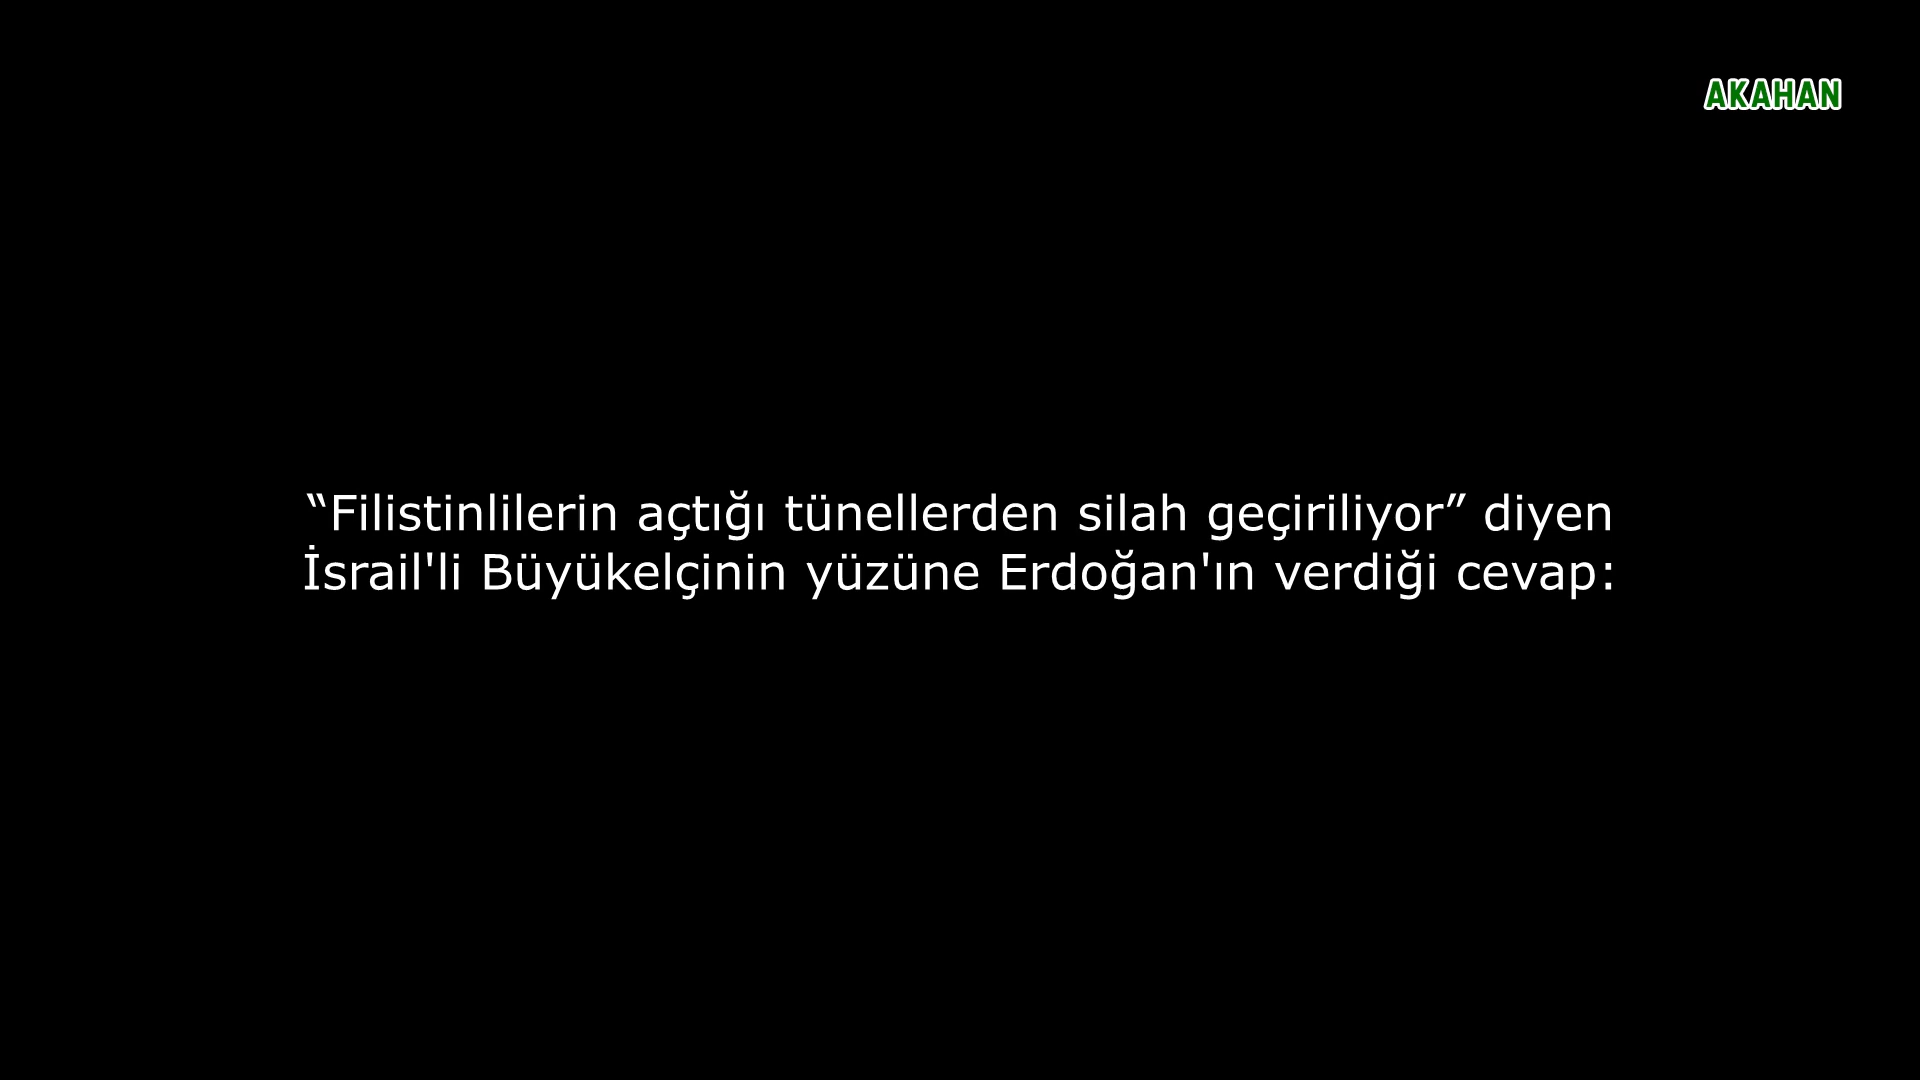 AKAHAN
“Filistinlilerin açtığı tünellerden silah geçiriliyor” diyen
İsrail'li Büyükelçinin yüzüne Erdoğan'ın verdiği cevap: